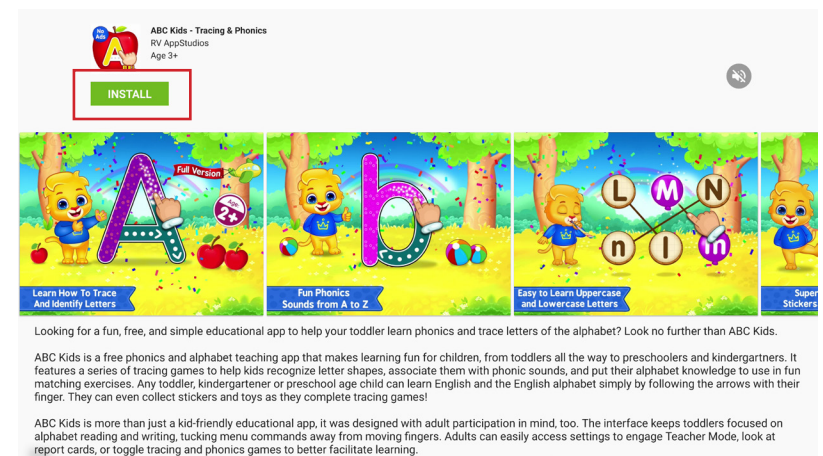 No
Ads
A
ABC Kids - Tracing & Phonics
RV AppStudios
Age 3+
INSTALL
A
Full Version
Age:
2+
Learn How To Trace
And Identify Letters
b
Fun Phonics
Sounds from A to Z
L M N
n l m
Easy to Learn Uppercase
and Lowercase Letters
Super
Stickers
Looking for a fun, free, and simple educational app to help your toddler learn phonics and trace letters of the alphabet? Look no further than ABC Kids.
ABC Kids is a free phonics and alphabet teaching app that makes learning fun for children, from toddlers all the way to preschoolers and kindergartners. It
features a series of tracing games to help kids recognize letter shapes, associate them with phonic sounds, and put their alphabet knowledge to use in fun
matching exercises. Any toddler, kindergartener or preschool age child can learn English and the English alphabet simply by following the arrows with their
finger. They can even collect stickers and toys as they complete tracing games!
ABC Kids is more than just a kid-friendly educational app, it was designed with adult participation in mind, too. The interface keeps toddlers focused on
alphabet reading and writing, tucking menu commands away from moving fingers. Adults can easily access settings to engage Teacher Mode, look at
report cards, or toggle tracing and phonics games to better facilitate learning.